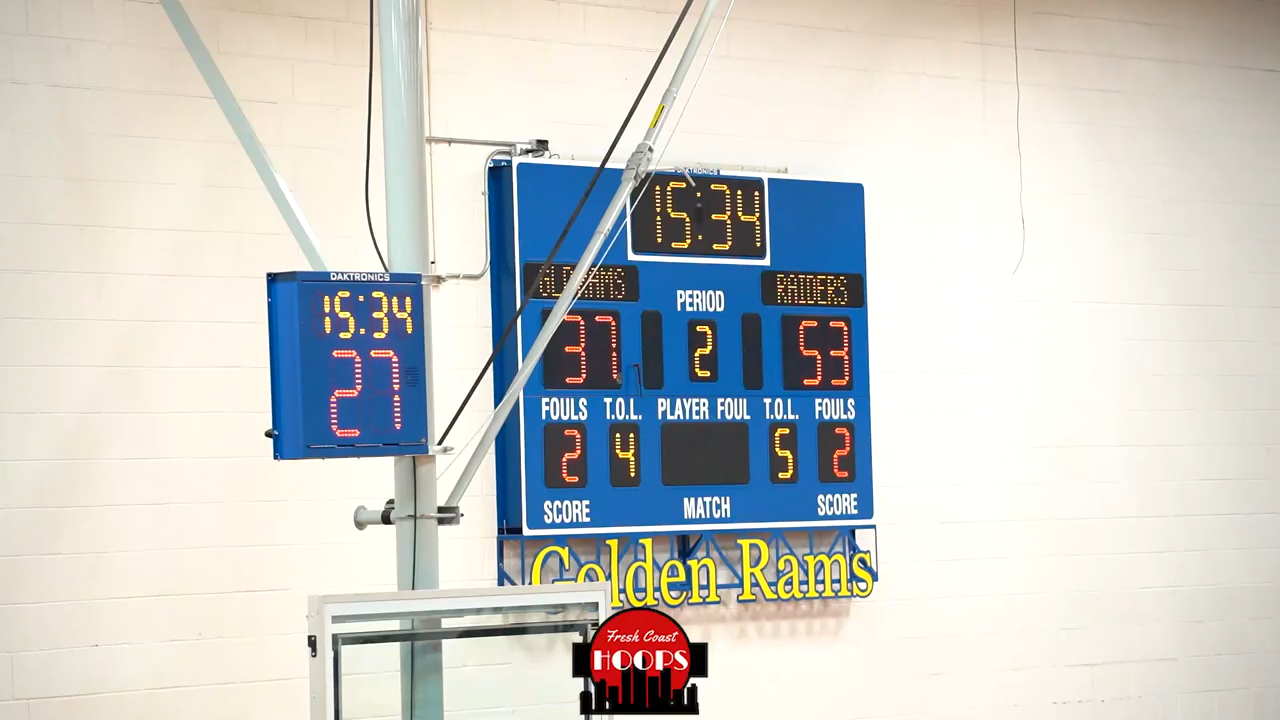 DAKTRONICS
15:34
27
DAKTRONICS
15:34
RAIDERS
PERIOD
37 2 53
FOULS T.O.L. PLAYER FOUL T.O.L. FOULS
2 4 5 2
SCORE MATCH SCORE
Golden Rams
Fresh Coast
HOOPS